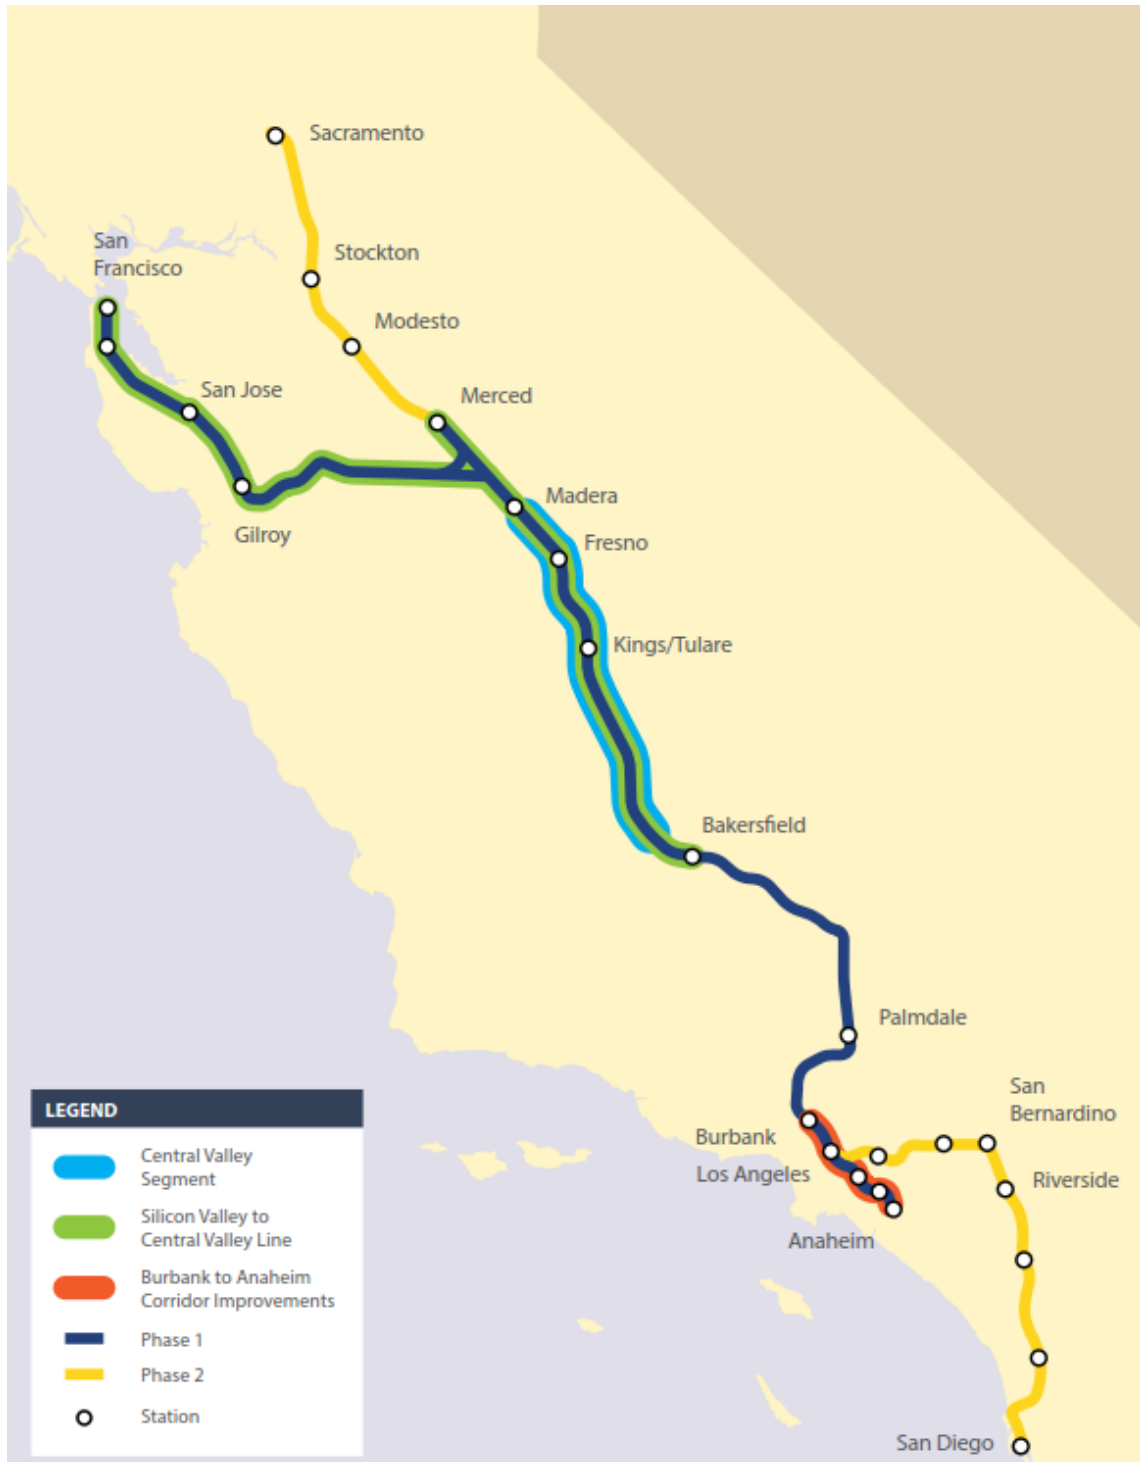 Sacramento
San
Francisco
Stockton
Modesto
San Jose
Merced
Madera
Gilroy
Fresno
Kings/Tulare
Bakersfield
Palmdale
San
Bernardino
Burbank
Los Angeles
Riverside
Anaheim
San Diego
LEGEND
Central Valley
Segment
Silicon Valley to
Central Valley Line
Burbank to Anaheim
Corridor Improvements
Phase 1
Phase 2
Station